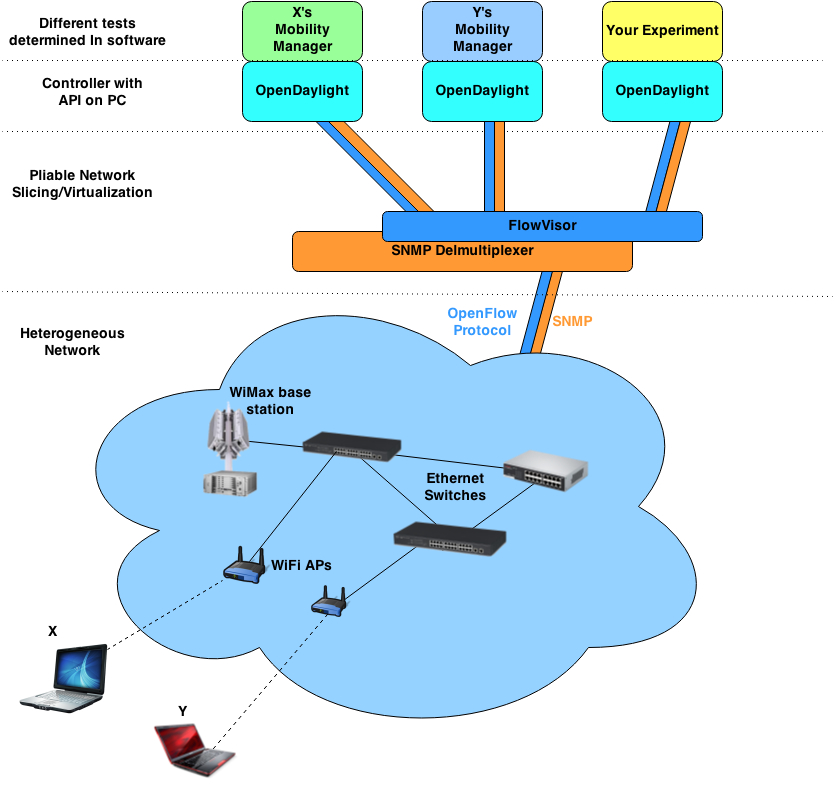 Different tests
determined In software
X's
Mobility
Manager
Y's
Mobility
Manager
Your Experiment
Controller with
API on PC
OpenDaylight
OpenDaylight
OpenDaylight
Pliable Network
Slicing/Virtualization
FlowVisor
SNMP Delmultiplexer
OpenFlow
Protocol
SNMP
Heterogeneous
Network
WiMax base
station
Ethernet
Switches
WiFi APs
X
Y